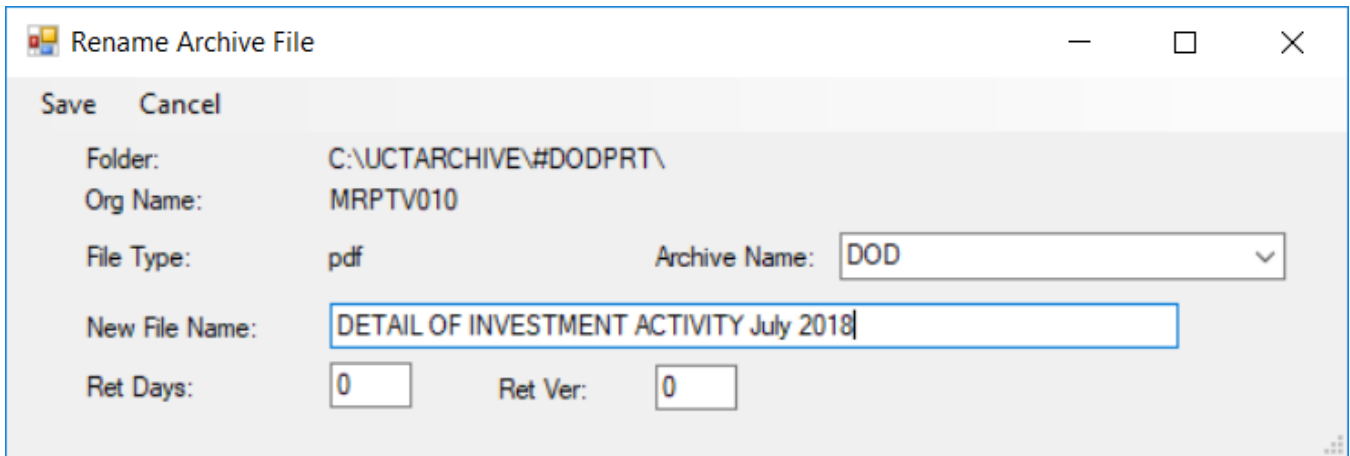 Rename Archive File
Save Cancel
Folder: C:\UCTARCHIVE\#DODPRT\
Org Name: MRPTV010
File Type: pdf Archive Name: DOD
New File Name: DETAIL OF INVESTMENT ACTIVITY July 2018
Ret Days: 0 Ret Ver: 0